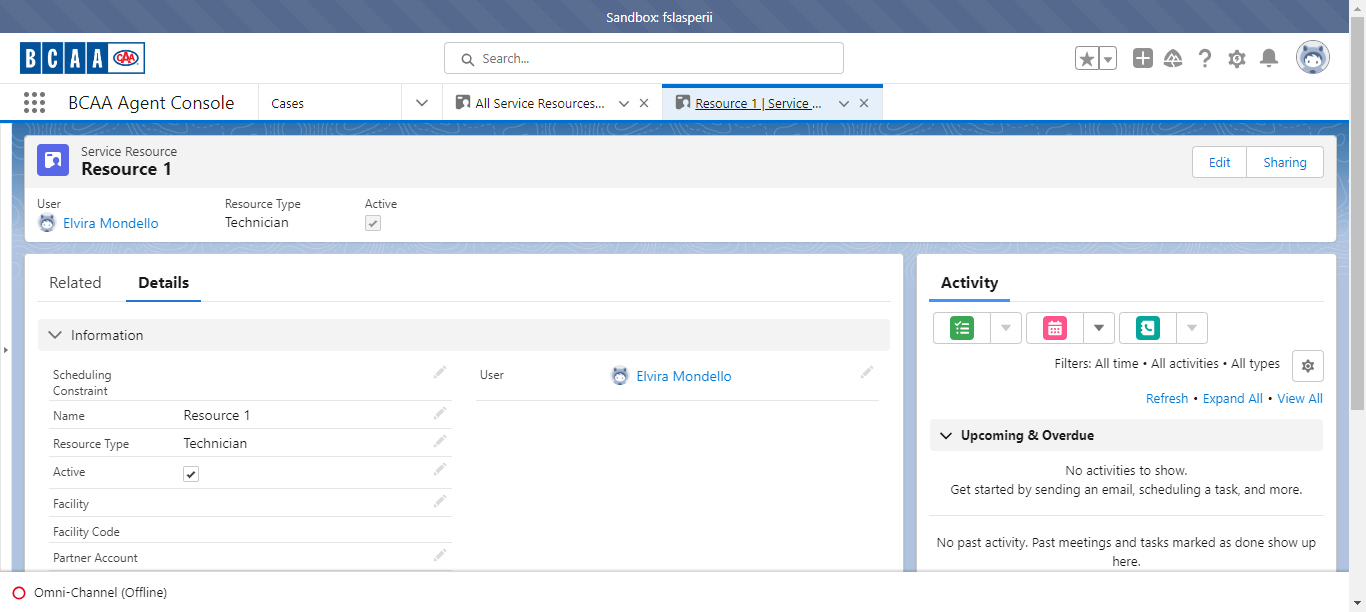 Sandbox: fslasperii
BCAA CAA
Search...
BCAA Agent Console
Cases
All Service Resources...
Resource 1 | Service ...
Service Resource
Resource 1
Edit
Sharing
User
Resource Type
Active
Elvira Mondello
Technician
Related
Details
Information
Scheduling
Constraint
User
Elvira Mondello
Name
Resource 1
Resource Type
Technician
Active
Facility
Facility Code
Partner Account
Activity
Filters: All time • All activities • All types
Refresh • Expand All • View All
Upcoming & Overdue
No activities to show.
Get started by sending an email, scheduling a task, and more.
No past activity. Past meetings and tasks marked as done show up
here.
Omni-Channel (Offline)